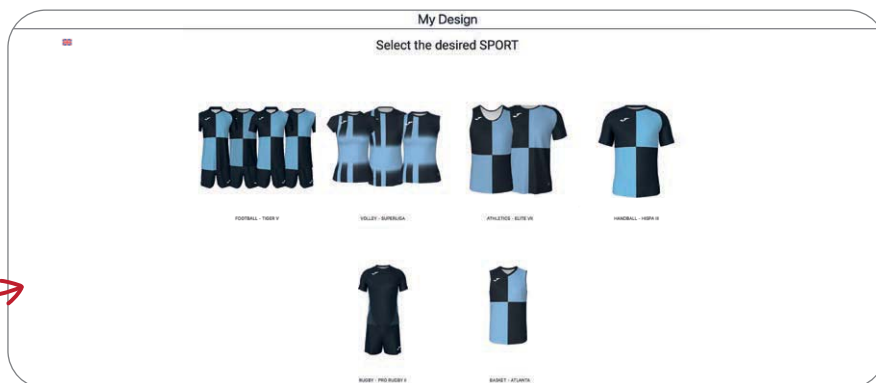 My Design
Select the desired SPORT
FOOTBALL - TIGER V
VOLLEY - SUPERLIGA
ATHLETICS - ELITE VII
HANDBALL - HISPA III
RUGBY - PRO RUGBY II
BASKET - ATLANTA